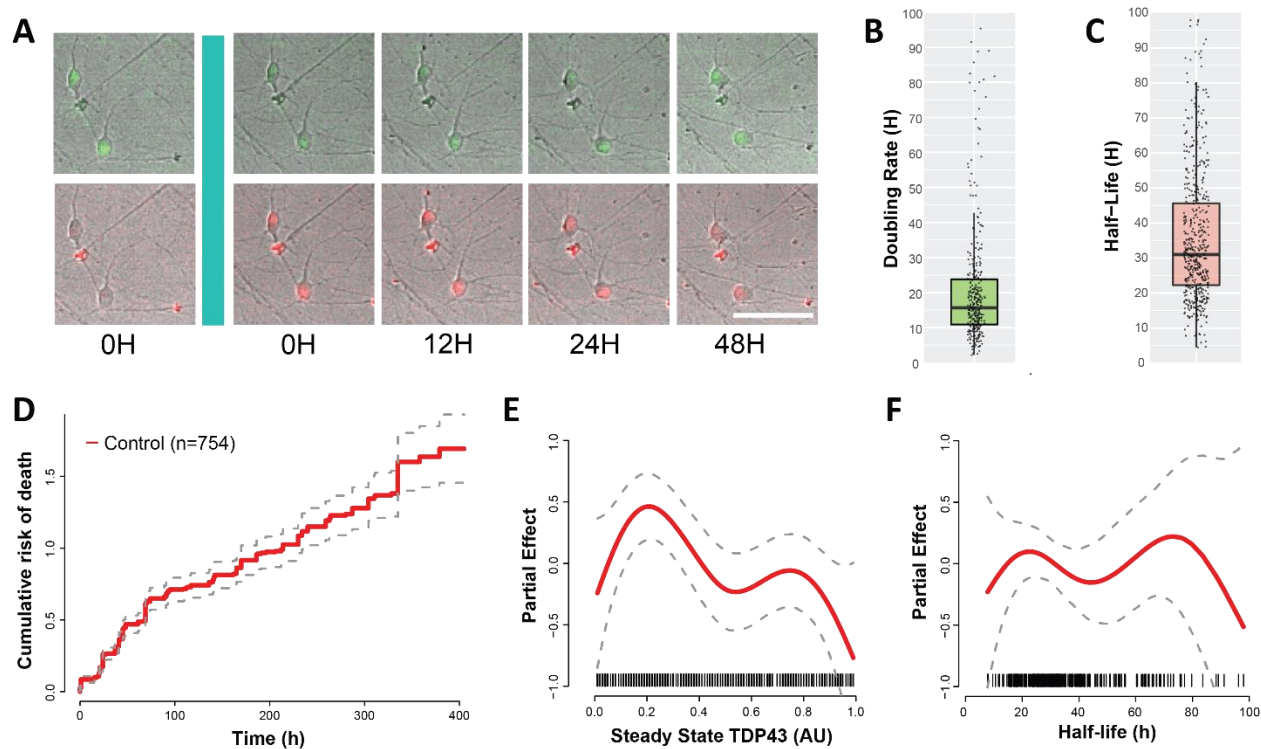 A
0H
0H
12H
24H
48H
B
Doubling Rate (H)
100
90
80
70
60
50
40
30
20
10
0
C
Half-Life (H)
100
90
80
70
60
50
40
30
20
10
0
D
Control (n=754)
Cumulative risk of death
1.5
1.0
0.5
0.0
0
100
200
300
400
Time (h)
E
Partial Effect
1.0
0.5
0.0
−0.5
−1.0
0.0
0.2
0.4
0.6
0.8
1.0
Steady State TDP43 (AU)
F
Partial Effect
1.0
0.5
0.0
−0.5
−1.0
0
20
40
60
80
100
Half-life (h)